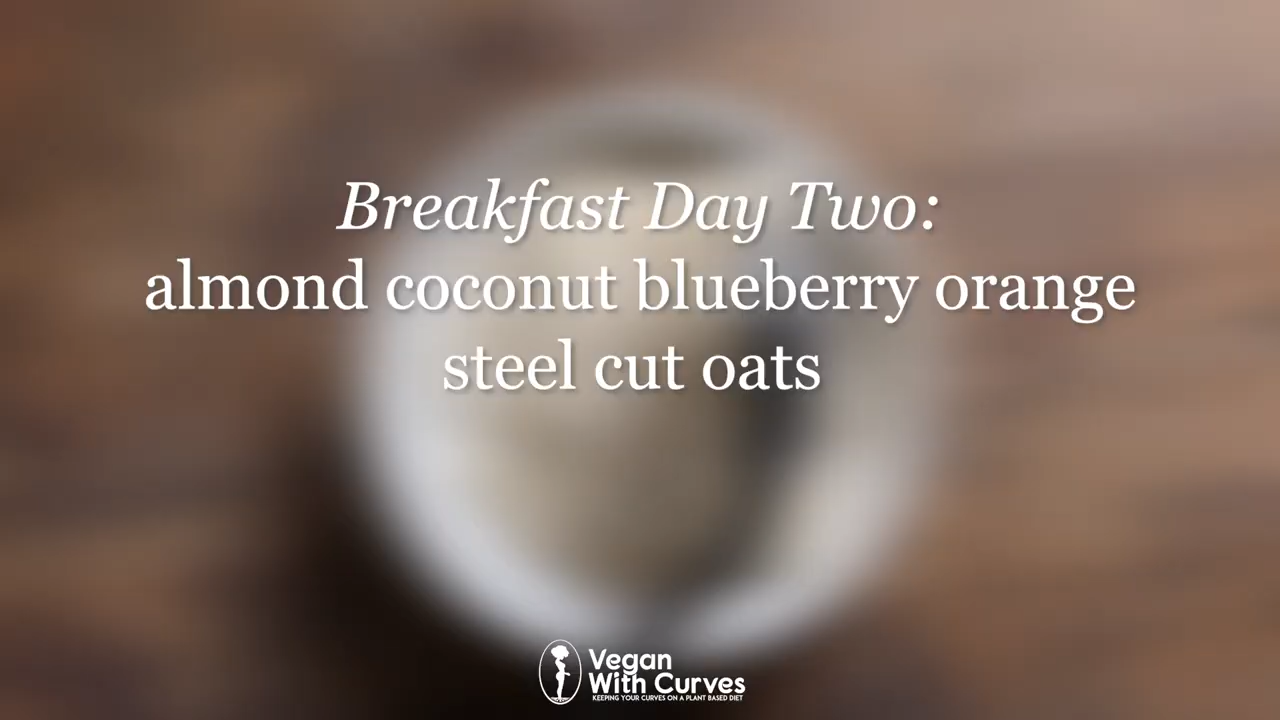 Breakfast Day Two:
almond coconut blueberry orange
steel cut oats
Vegan
With Curves
KEEPING YOUR CURVES ON A PLANT BASED DIET